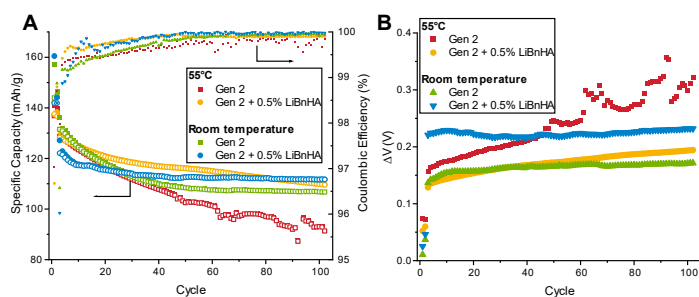 A
Specific Capacity (mAh/g)
160
140
120
100
80
0
20
40
60
80
100
Cycle
100
99
98
97
96
95
Coulombic Efficiency (%)
55°C
Gen 2
Gen 2 + 0.5% LiBnHA
Room temperature
Gen 2
Gen 2 + 0.5% LiBnHA
B
ΔV (V)
0.4
0.3
0.2
0.1
0.0
0
20
40
60
80
100
Cycle
55°C
Gen 2
Gen 2 + 0.5% LiBnHA
Room temperature
Gen 2
Gen 2 + 0.5% LiBnHA